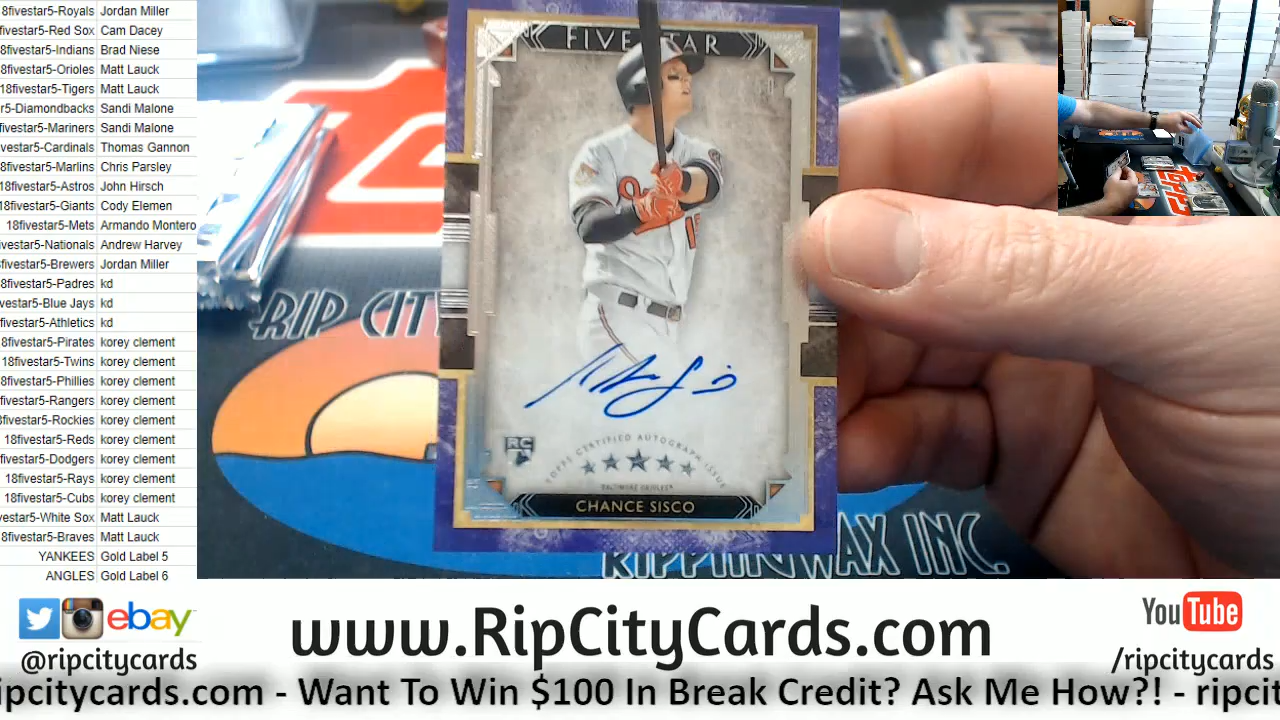 8fivestar5-Royals Jordan Miller
fivestar5-Red Sox Cam Dacey
8fivestar5-Indians Brad Niese
8fivestar5-Orioles Matt Lauck
18fivestar5-Tigers Matt Lauck
r5-Diamondbacks Sandi Malone
fivestar5-Mariners Sandi Malone
vestar5-Cardinals Thomas Gannon
8fivestar5-Marlins Chris Parsley
18fivestar5-Astros John Hirsch
18fivestar5-Giants Cody Elemen
18fivestar5-Mets Armando Montero
vestar5-Nationals Andrew Harvey
fivestar5-Brewers Jordan Miller
8fivestar5-Padres kd
vestar5-Blue Jays kd
fivestar5-Athletics kd
8fivestar5-Pirates korey clement
18fivestar5-Twins korey clement
8fivestar5-Phillies korey clement
fivestar5-Rangers korey clement
8fivestar5-Rockies korey clement
18fivestar5-Reds korey clement
fivestar5-Dodgers korey clement
18fivestar5-Rays korey clement
18fivestar5-Cubs korey clement
vestar5-White Sox Matt Lauck
8fivestar5-Braves Matt Lauck
YANKEES Gold Label 5
ANGLES Gold Label 6
FIVE STAR
RC
TOPPS CERTIFIED AUTOGRAPH ISSUE
BALTIMORE ORIOLES
CHANCE SISCO
RIP CIT
RIPPINGWAX INC.
ebay
@ripcitycards
www.RipCityCards.com
YouTube
/ripcitycards
ipcitycards.com - Want To Win $100 In Break Credit? Ask Me How?! - ripcit